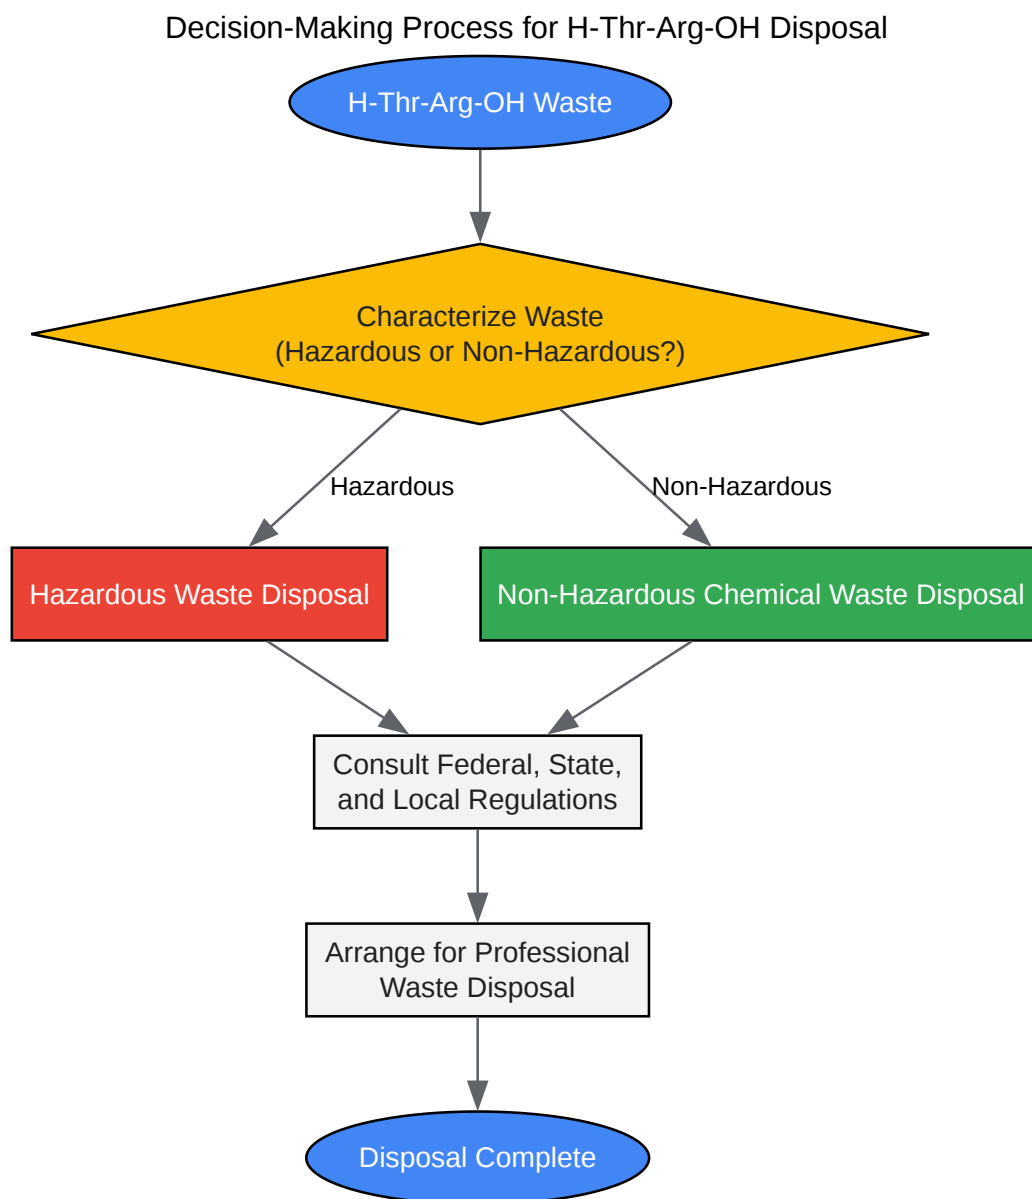 Decision-Making Process for H-Thr-Arg-OH Disposal
H-Thr-Arg-OH Waste
Characterize Waste
(Hazardous or Non-Hazardous?)
Hazardous
Non-Hazardous
Hazardous Waste Disposal
Non-Hazardous Chemical Waste Disposal
Consult Federal, State,
and Local Regulations
Arrange for Professional
Waste Disposal
Disposal Complete